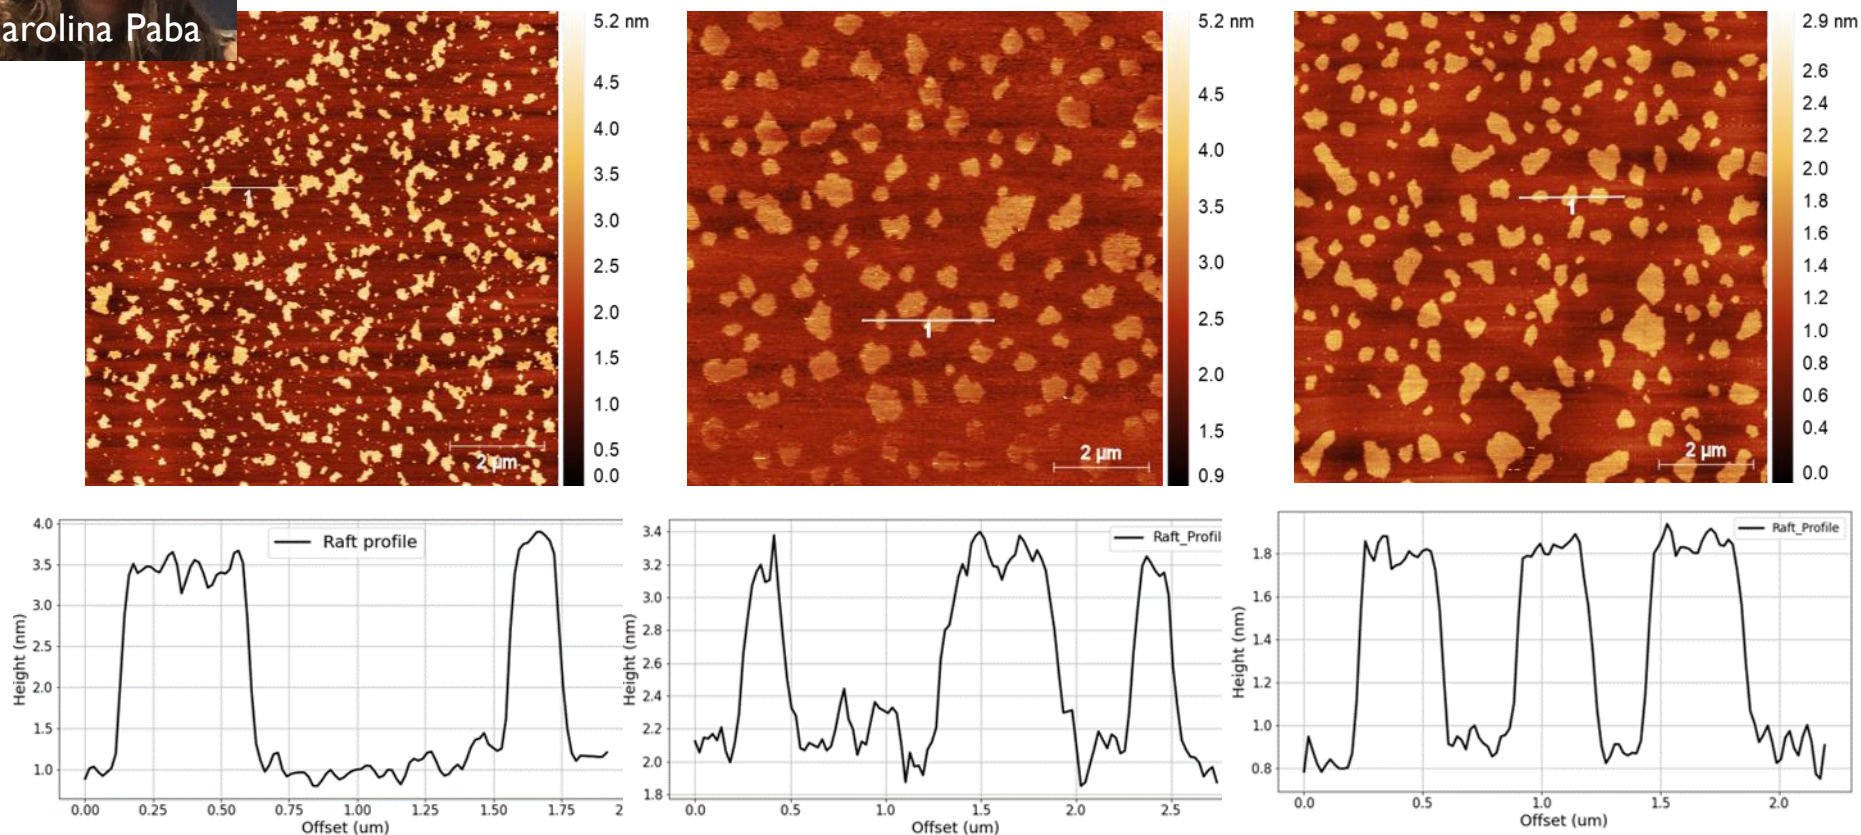 arolina Paba
5.2 nm
4.5
4.0
3.5
3.0
2.5
2.0
1.5
1.0
0.5
0.0
1
2 µm
5.2 nm
4.5
4.0
3.5
3.0
2.5
2.0
1.5
0.9
1
2 µm
2.9 nm
2.6
2.4
2.2
2.0
1.8
1.6
1.4
1.2
1.0
0.8
0.6
0.4
0.0
1
2 µm
Raft profile
Height (nm)
4.0
3.5
3.0
2.5
2.0
1.5
1.0
0.00 0.25 0.50 0.75 1.00 1.25 1.50 1.75 2
Offset (um)
Raft_Profil
Height (nm)
3.4
3.2
3.0
2.8
2.6
2.4
2.2
2.0
1.8
0.0 0.5 1.0 1.5 2.0 2.5
Offset (um)
Raft_Profile
Height (nm)
1.8
1.6
1.4
1.2
1.0
0.8
0.0 0.5 1.0 1.5 2.0
Offset (um)